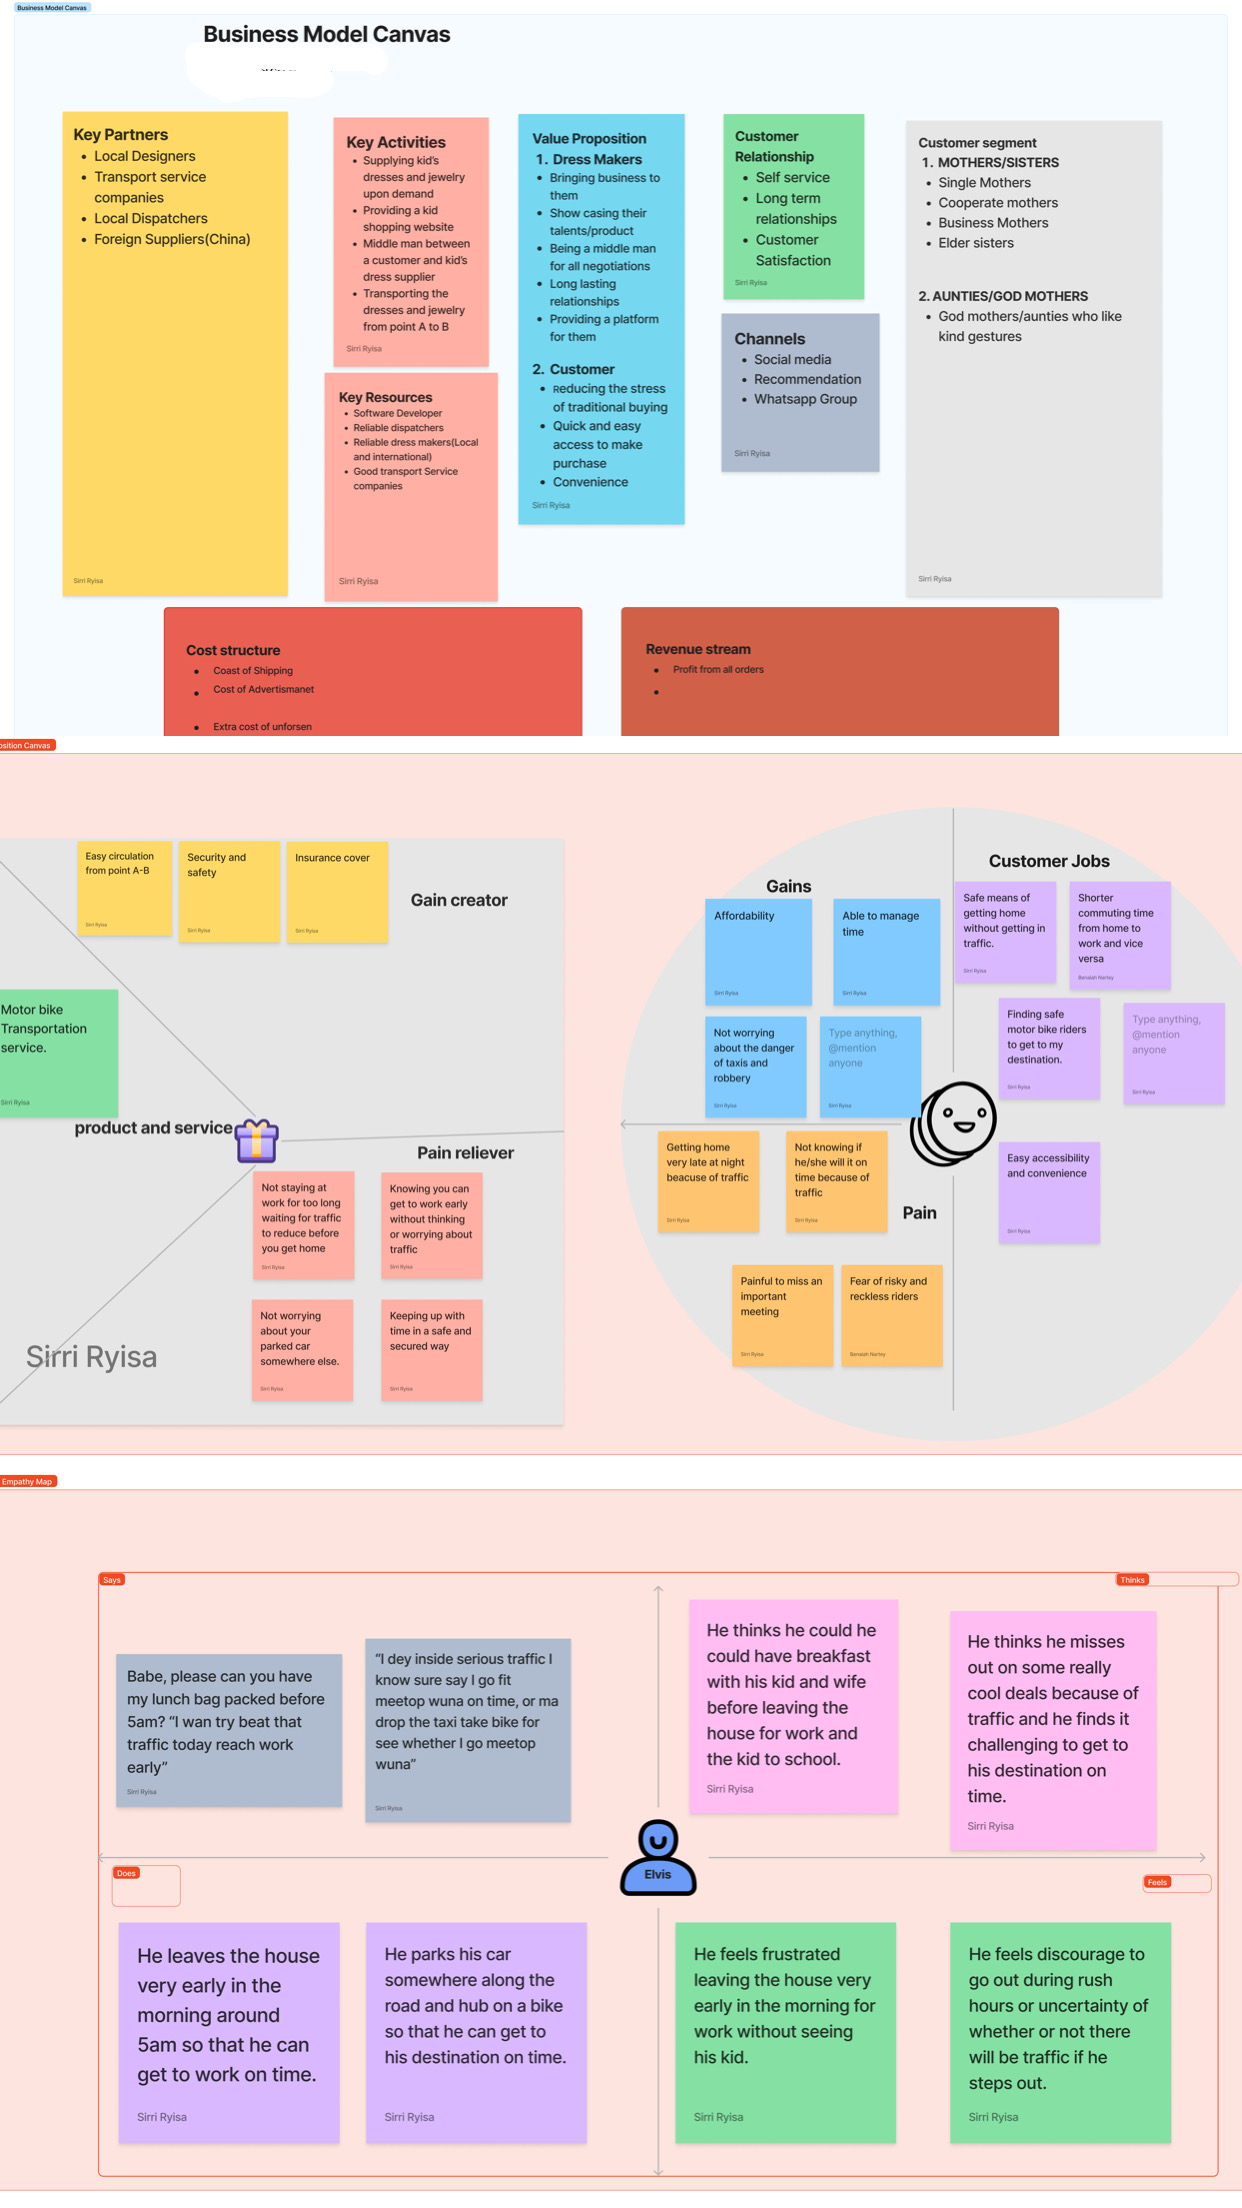 Business Model Canvas
Business Model Canvas
Key Partners
• Local Designers
• Transport service
companies
• Local Dispatchers
• Foreign Suppliers(China)
Sirri Ryisa
Key Activities
• Supplying kid's
dresses and jewelry
upon demand
• Providing a kid
shopping website
• Middle man between
a customer and kid's
dress supplier
• Transporting the
dresses and jewelry
from point A to B
Sirri Ryisa
Key Resources
• Software Developer
• Reliable dispatchers
• Reliable dress makers(Local
and international)
• Good transport Service
companies
Sirri Ryisa
Value Proposition
1. Dress Makers
• Bringing business to
them
• Show casing their
talents/product
• Being a middle man
for all negotiations
• Long lasting
relationships
• Providing a platform
for them
2. Customer
• Reducing the stress
of traditional buying
• Quick and easy
access to make
purchase
• Convenience
Sirri Ryisa
Customer
Relationship
• Self service
• Long term
relationships
• Customer
Satisfaction
Sirri Ryisa
Channels
• Social media
• Recommendation
• Whatsapp Group
Sirri Ryisa
Customer segment
1. MOTHERS/SISTERS
• Single Mothers
• Cooperate mothers
• Business Mothers
• Elder sisters
2. AUNTIES/GOD MOTHERS
• God mothers/aunties who like
kind gestures
Sirri Ryisa
Cost structure
• Coast of Shipping
• Cost of Advertismanet
• Extra cost of unforsen
Revenue stream
• Profit from all orders
•
osition Canvas
Easy circulation
from point A-B
Sirri Ryisa
Security and
safety
Sirri Ryisa
Insurance cover
Sirri Ryisa
Gain creator
Motor bike
Transportation
service.
Sirri Ryisa
product and service
Pain reliever
Not staying at
work for too long
waiting for traffic
to reduce before
you get home
Sirri Ryisa
Knowing you can
get to work early
without thinking
or worrying about
traffic
Sirri Ryisa
Not worrying
about your
parked car
somewhere else.
Sirri Ryisa
Keeping up with
time in a safe and
secured way
Sirri Ryisa
Sirri Ryisa
Gains
Affordability
Sirri Ryisa
Able to manage
time
Sirri Ryisa
Not worrying
about the danger
of taxis and
robbery
Sirri Ryisa
Type anything,
@mention
anyone
Sirri Ryisa
Customer Jobs
Safe means of
getting home
without getting in
traffic.
Sirri Ryisa
Shorter
commuting time
from home to
work and vice
versa
Benaiah Nartey
Finding safe
motor bike riders
to get to my
destination.
Sirri Ryisa
Type anything,
@mention
anyone
Sirri Ryisa
Easy accessibility
and convenience
Sirri Ryisa
Getting home
very late at night
beacuse of traffic
Sirri Ryisa
Not knowing if
he/she will it on
time because of
traffic
Sirri Ryisa
Pain
Painful to miss an
important
meeting
Sirri Ryisa
Fear of risky and
reckless riders
Benaiah Nartey
Empathy Map
Says
Thinks
Babe, please can you have
my lunch bag packed before
5am? “I wan try beat that
traffic today reach work
early”
Sirri Ryisa
“I dey inside serious traffic I
know sure say I go fit
meetop wuna on time, or ma
drop the taxi take bike for
see whether I go meetop
wuna”
Sirri Ryisa
He thinks he could he
could have breakfast
with his kid and wife
before leaving the
house for work and
the kid to school.
Sirri Ryisa
He thinks he misses
out on some really
cool deals because of
traffic and he finds it
challenging to get to
his destination on
time.
Sirri Ryisa
Elvis
Does
Feels
He leaves the house
very early in the
morning around
5am so that he can
get to work on time.
Sirri Ryisa
He parks his car
somewhere along the
road and hub on a bike
so that he can get to
his destination on time.
Sirri Ryisa
He feels frustrated
leaving the house very
early in the morning for
work without seeing
his kid.
Sirri Ryisa
He feels discourage to
go out during rush
hours or uncertainty of
whether or not there
will be traffic if he
steps out.
Sirri Ryisa